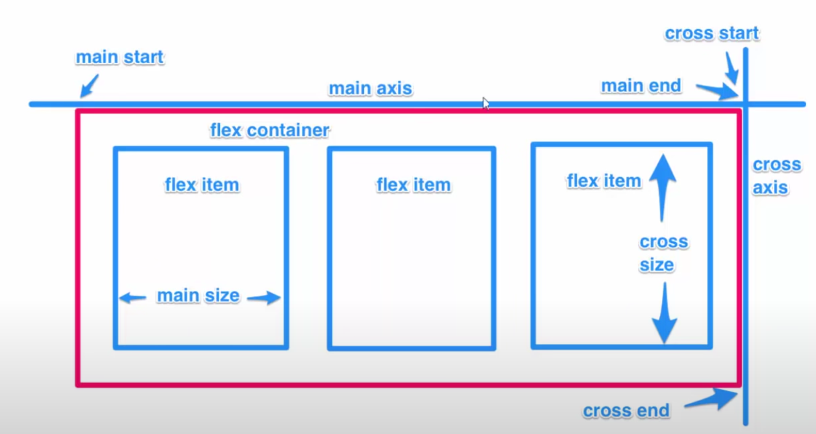 cross start
main start
main axis
main end
flex container
cross
axis
flex item
flex item
flex item
cross
size
main size
cross end